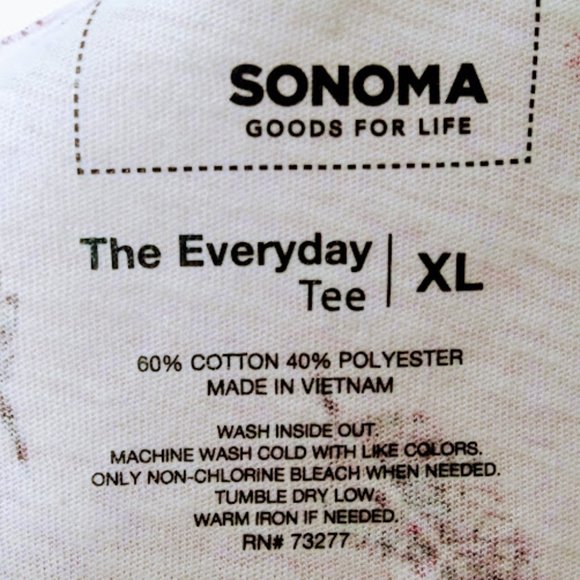 SONOMA
GOODS FOR LIFE
The Everyday
Tee | XL
60% COTTON 40% POLYESTER
MADE IN VIETNAM
WASH INSIDE OUT.
MACHINE WASH COLD WITH LIKE COLORS.
ONLY NON-CHLORINE BLEACH WHEN NEEDED.
TUMBLE DRY LOW.
WARM IRON IF NEEDED.
RN# 73277